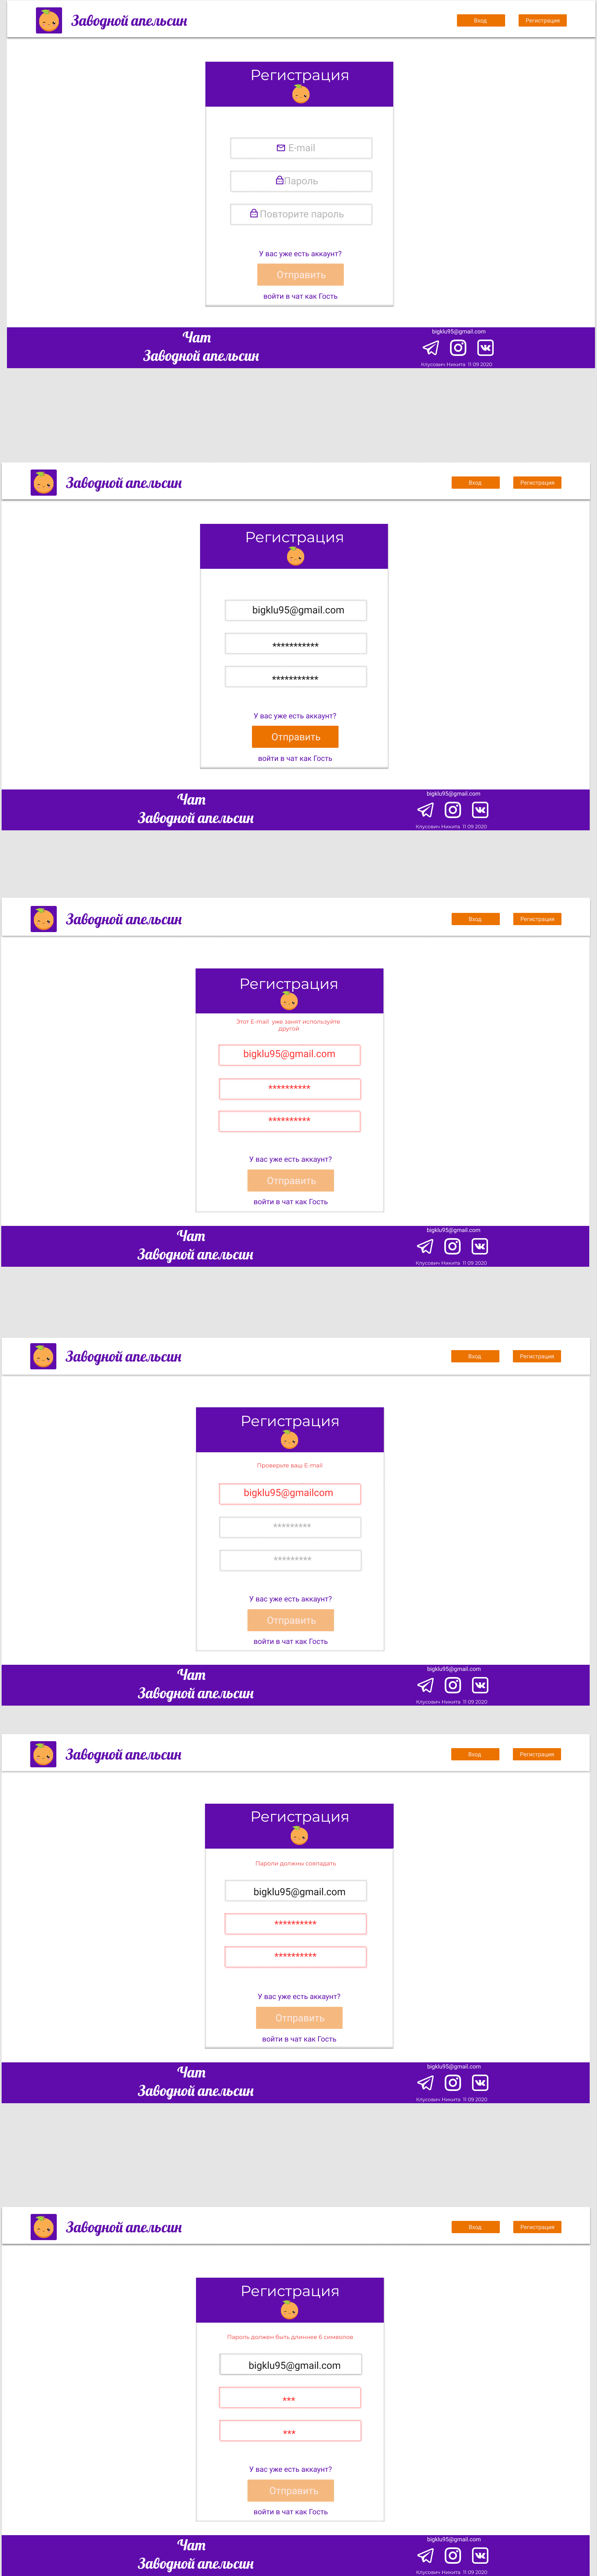 Заводной апельсин
Вход
Регистрация
Регистрация
E-mail
Пароль
Повторите пароль
У вас уже есть аккаунт?
Отправить
войти в чат как Гость
Чат
Заводной апельсин
bigklu95@gmail.com
Клусович Никита 11 09 2020
Заводной апельсин
Вход
Регистрация
Регистрация
bigklu95@gmail.com
***********
***********
У вас уже есть аккаунт?
Отправить
войти в чат как Гость
Чат
Заводной апельсин
bigklu95@gmail.com
Клусович Никита 11 09 2020
Заводной апельсин
Вход
Регистрация
Регистрация
Этот E-mail уже занят используйте
другой
bigklu95@gmail.com
**********
**********
У вас уже есть аккаунт?
Отправить
войти в чат как Гость
Чат
Заводной апельсин
bigklu95@gmail.com
Клусович Никита 11 09 2020
Заводной апельсин
Вход
Регистрация
Регистрация
Проверьте ваш E-mail
bigklu95@gmailcom
*********
*********
У вас уже есть аккаунт?
Отправить
войти в чат как Гость
Чат
Заводной апельсин
bigklu95@gmail.com
Клусович Никита 11 09 2020
Заводной апельсин
Вход
Регистрация
Регистрация
Пароли должны совпадать
bigklu95@gmail.com
**********
**********
У вас уже есть аккаунт?
Отправить
войти в чат как Гость
Чат
Заводной апельсин
bigklu95@gmail.com
Клусович Никита 11 09 2020
Заводной апельсин
Вход
Регистрация
Регистрация
Пароль должен быть длиннее 6 символов
bigklu95@gmail.com
***
***
У вас уже есть аккаунт?
Отправить
войти в чат как Гость
Чат
Заводной апельсин
bigklu95@gmail.com
Клусович Никита 11 09 2020